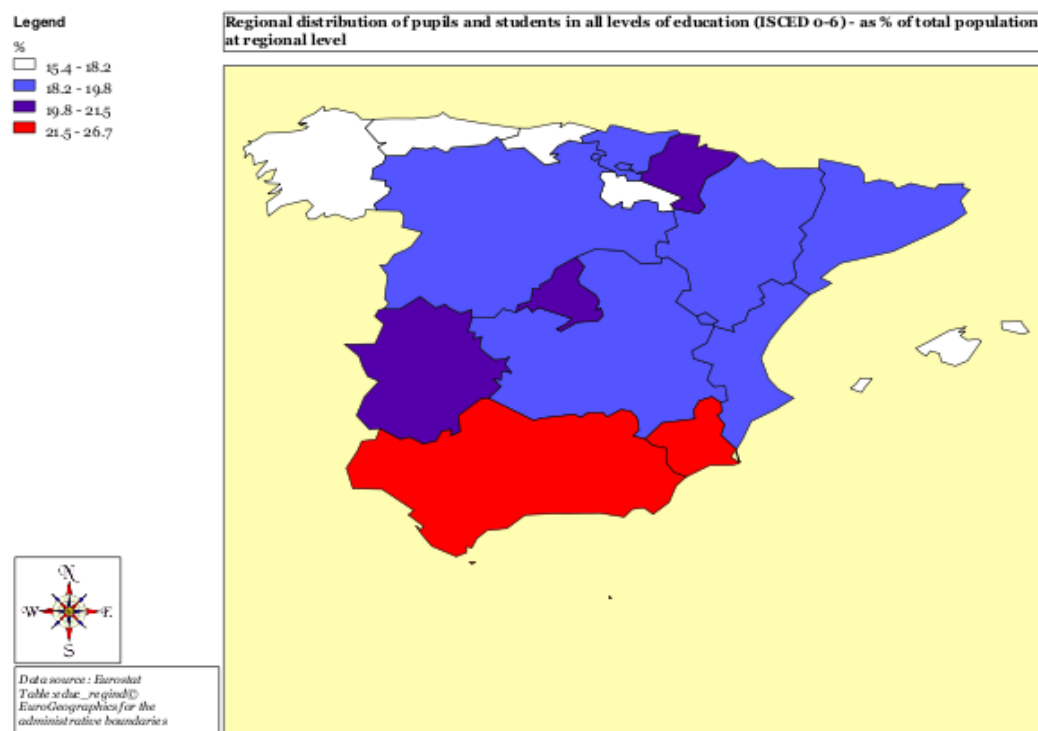 Legend
%
15.4 - 18.2
18.2 - 19.8
19.8 - 21.5
21.5 - 26.7
Regional distribution of pupils and students in all levels of education (ISCED 0-6) - as % of total population
at regional level
N
W E
S
Data source : Eurostat
Table :educ_regind©
EuroGeographics for the
administrative boundaries